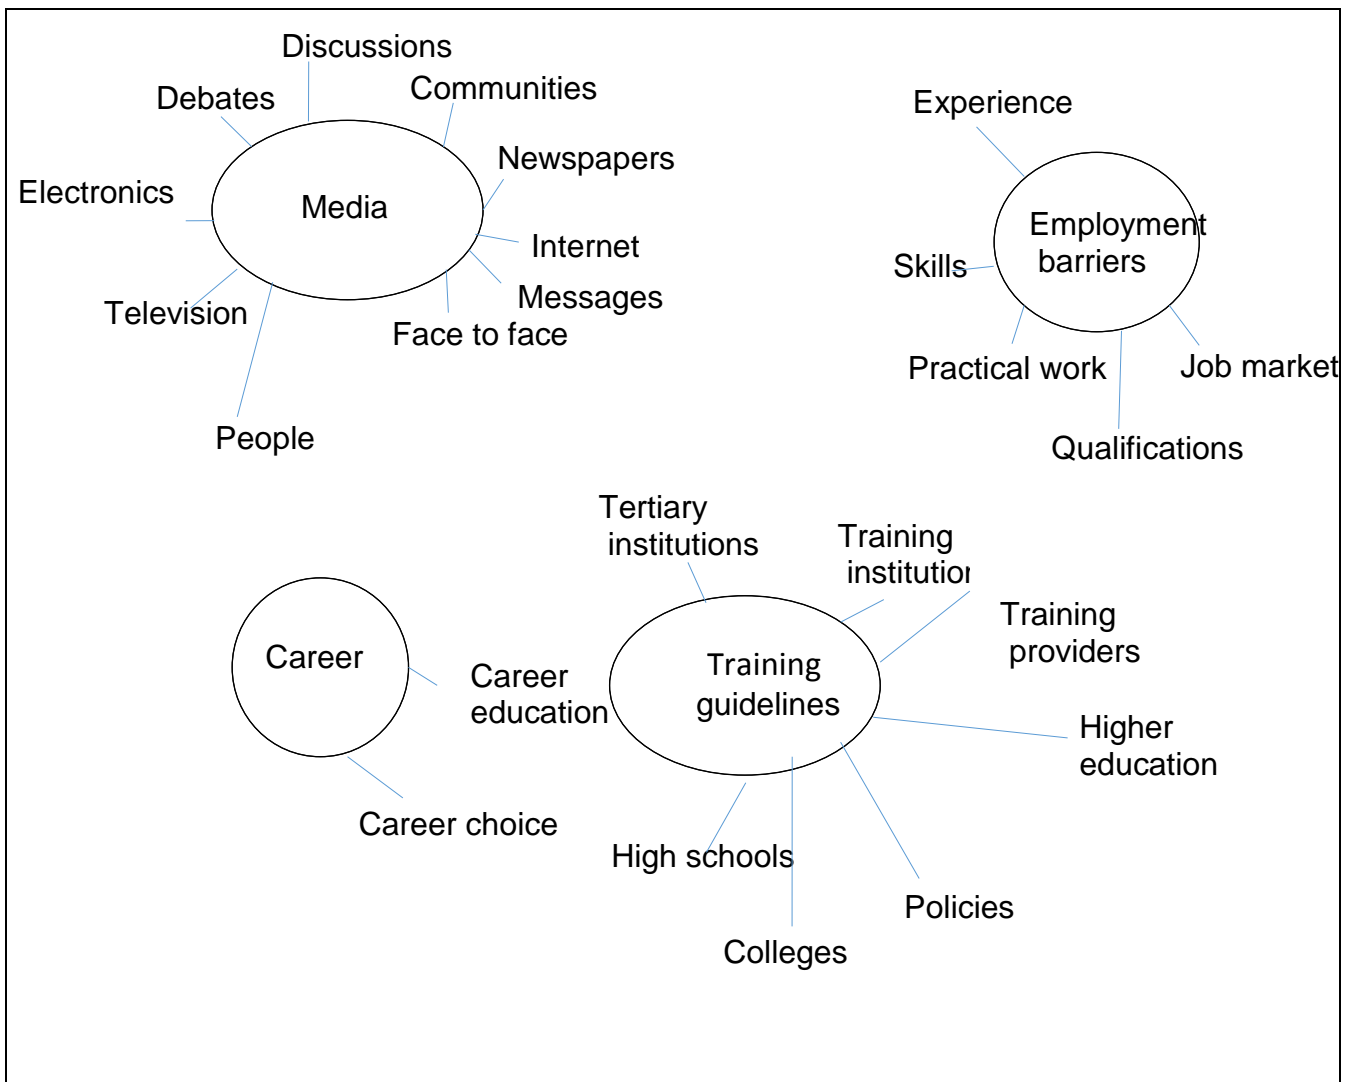 Discussions
Communities
Debates
Experience
Newspapers
Electronics
Media
Employment
barriers
Internet
Skills
Messages
Television
Face to face
Practical work
Job market
People
Qualifications
Tertiary
institutions
Training
institution
Training
providers
Career
Career
education
Training
guidelines
Higher
education
Career choice
High schools
Policies
Colleges